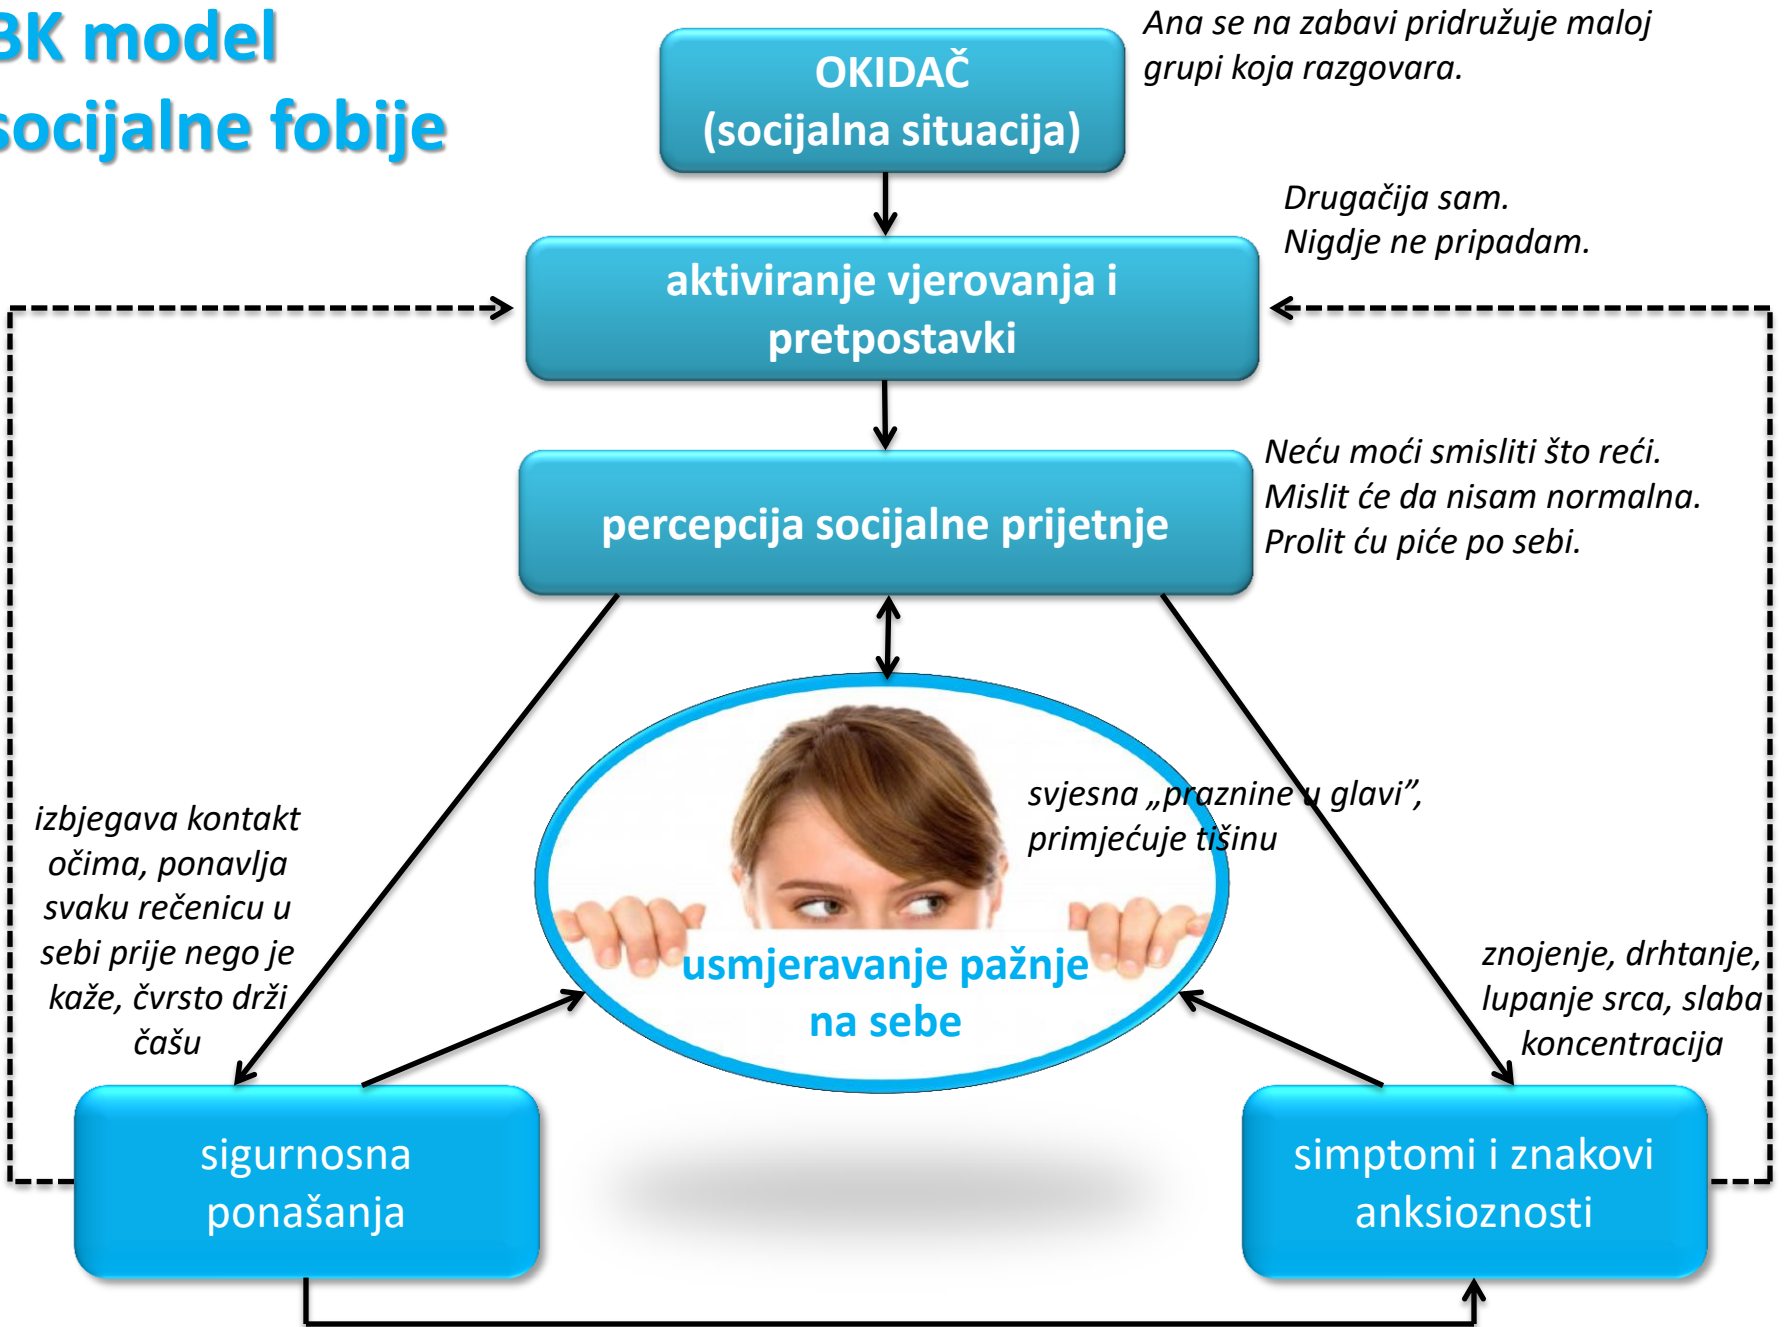 BK model
socijalne fobije
OKIDAČ
(socijalna situacija)
Ana se na zabavi pridružuje maloj
grupi koja razgovara.
Drugačija sam.
Nigdje ne pripadam.
aktiviranje vjerovanja i
pretpostavki
Neću moći smisliti što reći.
Mislit će da nisam normalna.
Prolit ću piće po sebi.
percepcija socijalne prijetnje
svjesna „praznine u glavi”,
primjećuje tišinu
usmjeravanje pažnje
na sebe
izbjegava kontakt
očima, ponavlja
svaku rečenicu u
sebi prije nego je
kaže, čvrsto drži
čašu
znojenje, drhtanje,
lupanje srca, slaba
koncentracija
sigurnosna
ponašanja
simptomi i znakovi
anksioznosti